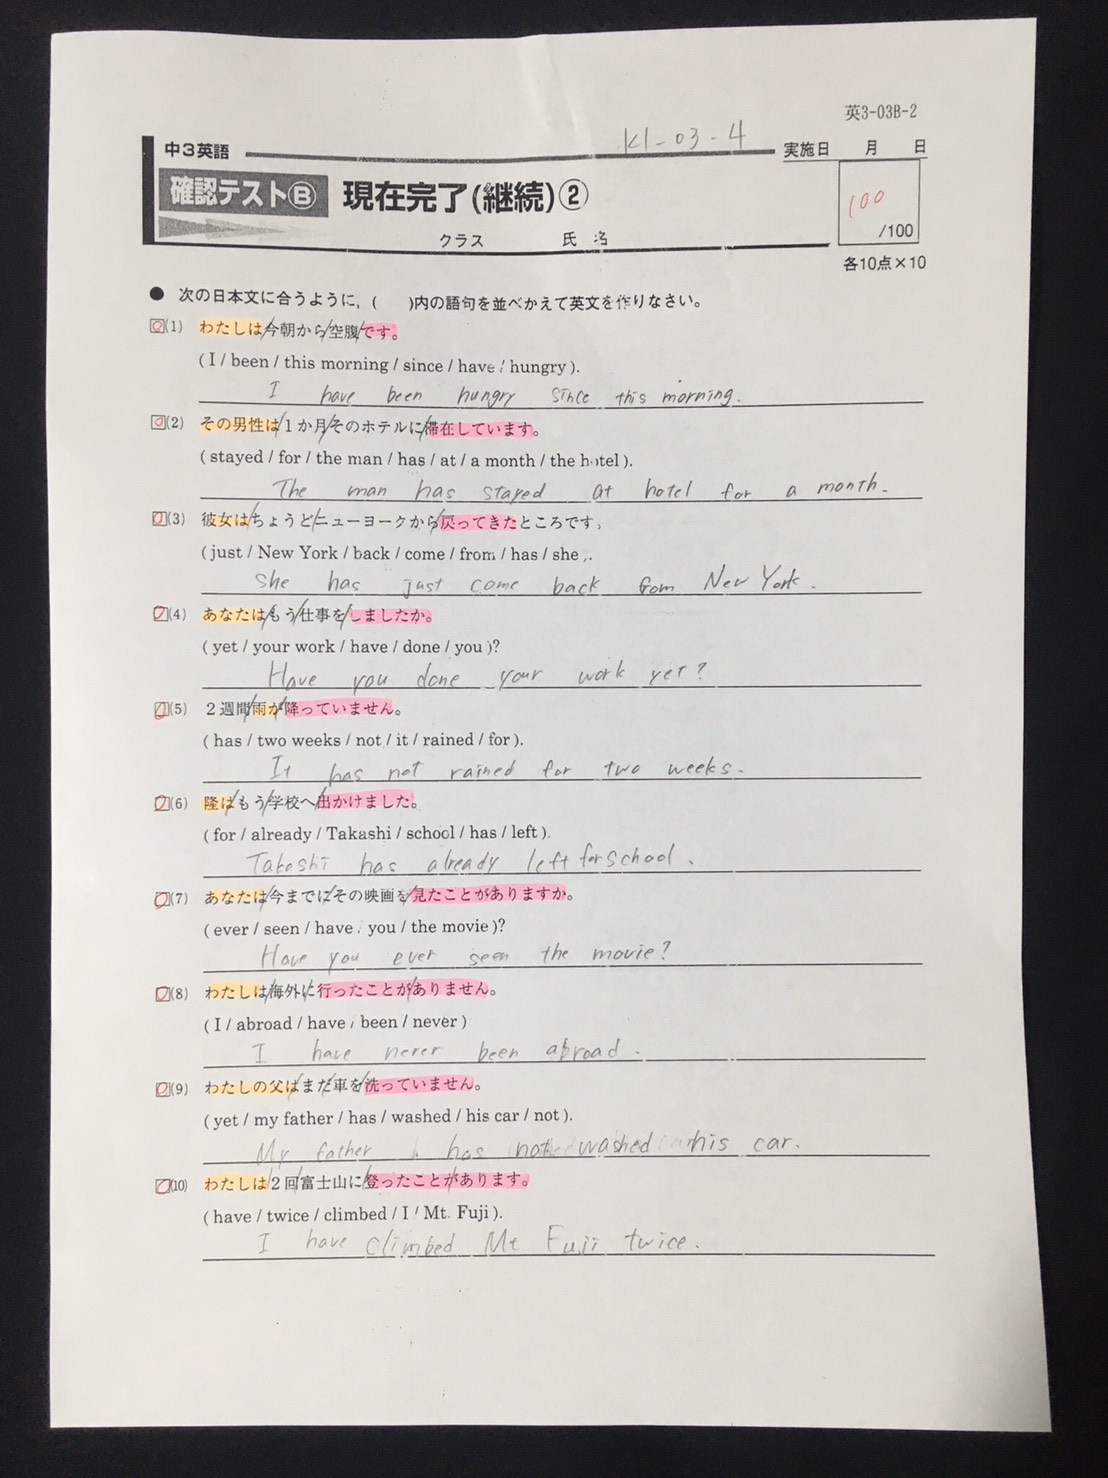 英3-03B-2
中3英語
K1-03-4
実施日 月 日
確認テストⒷ 現在完了(継続)②
100
/100
クラス 氏名
各10点×10
● 次の日本文に合うように,( )内の語句を並べかえて英文を作りなさい。
(1) わたしは/今朝から/空腹/です。
(I / been / this morning / since / have / hungry ).
I have been hungry since this morning.
(2) その男性は/1か月/そのホテルに/滞在しています。
( stayed / for / the man / has / at / a month / the hotel ).
The man has stayed at hotel for a month.
(3) 彼女は/ちょうど/ニューヨークから/戻ってきたところです。
(just / New York / back / come / from / has / she ).
She has just come back from New York.
(4) あなたは/もう/仕事を/しましたか。
( yet / your work / have / done / you )?
Have you done your work yet?
(5) 2週間/雨が/降っていません。
( has / two weeks / not / it / rained / for ).
It has not rained for two weeks.
(6) 隆は/もう/学校へ/出かけました。
( for / already / Takashi / school / has / left ).
Takashi has already left for school.
(7) あなたは/今までに/その映画を/見たことがありますか。
( ever / seen / have / you / the movie )?
Have you ever seen the movie?
(8) わたしは/海外に/行ったことが/ありません。
( I / abroad / have / been / never )
I have never been abroad.
(9) わたしの父は/まだ/車を/洗っていません。
( yet / my father / has / washed / his car / not ).
My father has not washed his car.
(10) わたしは/2回/富士山に/登ったことが/あります。
( have / twice / climbed / I / Mt. Fuji ).
I have climbed Mt Fuji twice.